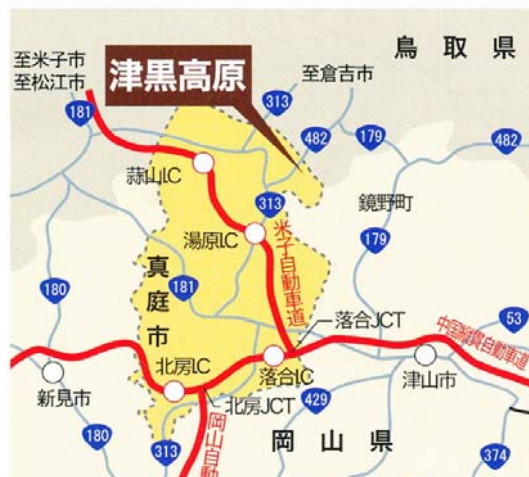 鳥取県
至米子市
至松江市
津黒高原
至倉吉市
181
313
482
179
482
蒜山IC
鏡野町
313
湯原IC
179
米子自動車道
真庭市
180
181
53
落合JCT
中国縦貫自動車道
北房IC
落合IC
津山市
新見市
北房JCT
429
岡山自動
岡山県
180
313
374